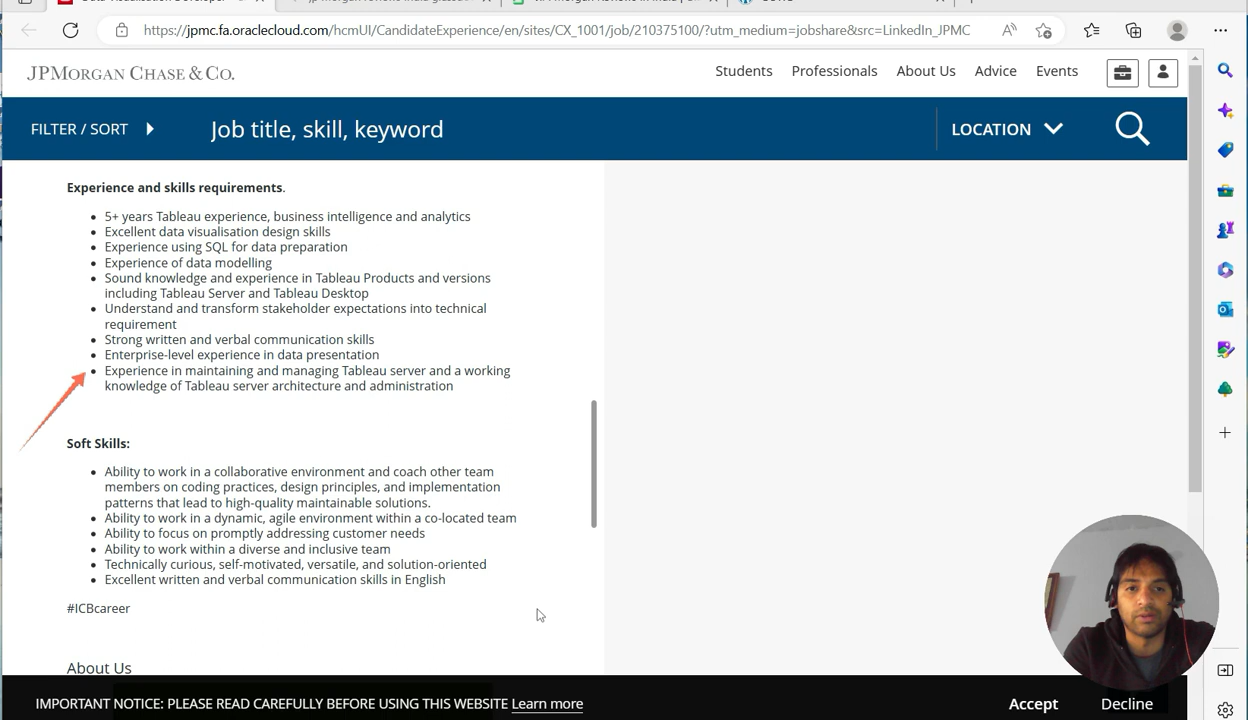 https://jpmc.fa.oraclecloud.com/hcmUI/CandidateExperience/en/sites/CX_1001/job/210375100/?utm_medium=jobshare&src=LinkedIn_JPMC
JPMORGAN CHASE & CO.
Students Professionals About Us Advice Events
FILTER / SORT Job title, skill, keyword LOCATION
Experience and skills requirements.
5+ years Tableau experience, business intelligence and analytics
Excellent data visualisation design skills
Experience using SQL for data preparation
Experience of data modelling
Sound knowledge and experience in Tableau Products and versions
including Tableau Server and Tableau Desktop
Understand and transform stakeholder expectations into technical
requirement
Strong written and verbal communication skills
Enterprise-level experience in data presentation
Experience in maintaining and managing Tableau server and a working
knowledge of Tableau server architecture and administration
Soft Skills:
Ability to work in a collaborative environment and coach other team
members on coding practices, design principles, and implementation
patterns that lead to high-quality maintainable solutions.
Ability to work in a dynamic, agile environment within a co-located team
Ability to focus on promptly addressing customer needs
Ability to work within a diverse and inclusive team
Technically curious, self-motivated, versatile, and solution-oriented
Excellent written and verbal communication skills in English
#ICBcareer
About Us
IMPORTANT NOTICE: PLEASE READ CAREFULLY BEFORE USING THIS WEBSITE Learn more Accept Decline